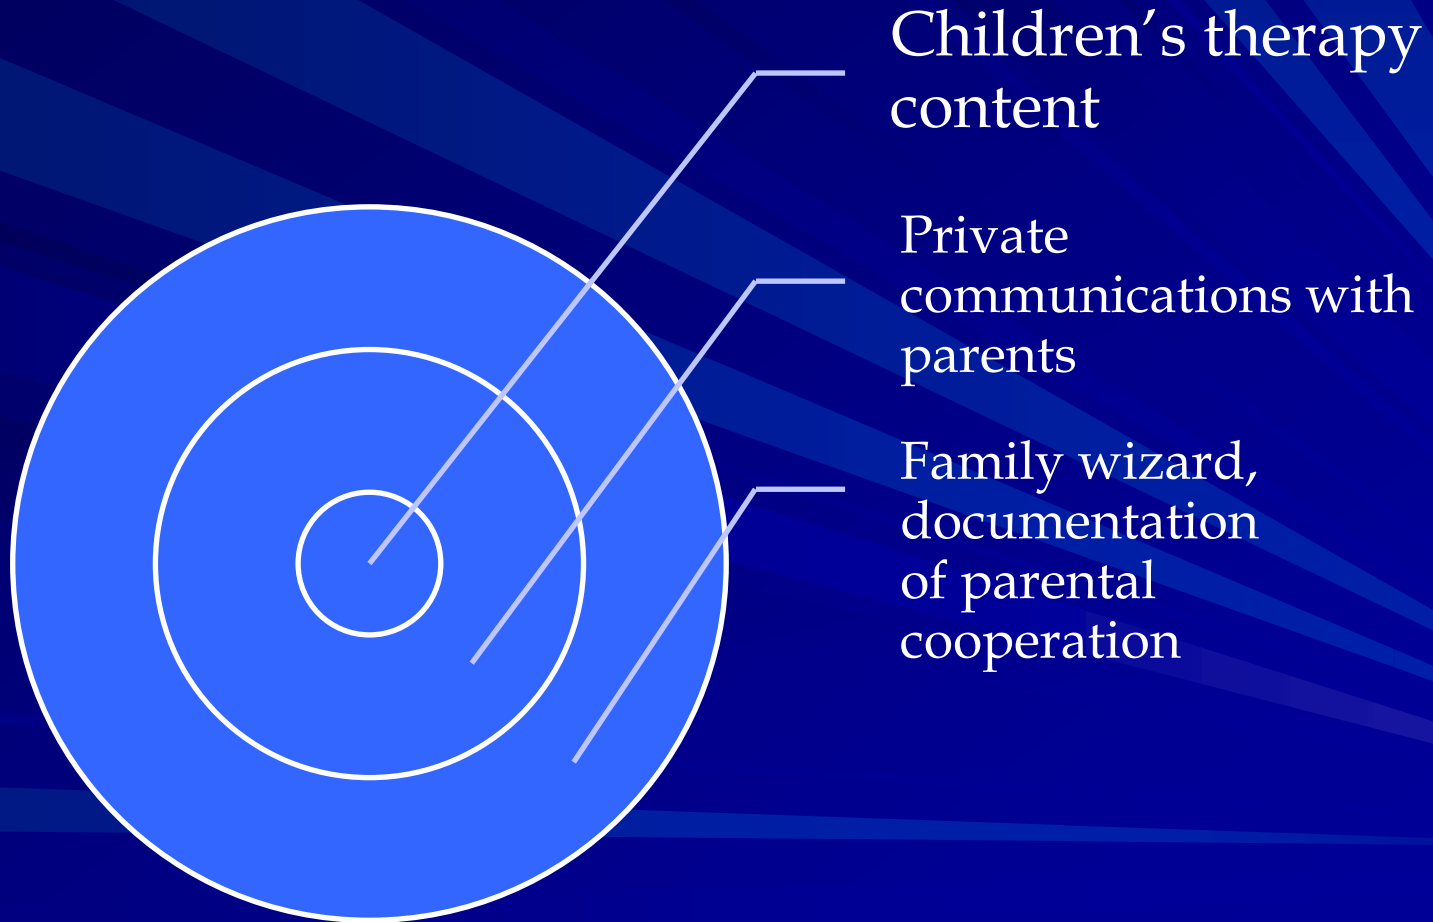 Children’s therapy
content
Private
communications with
parents
Family wizard,
documentation
of parental
cooperation